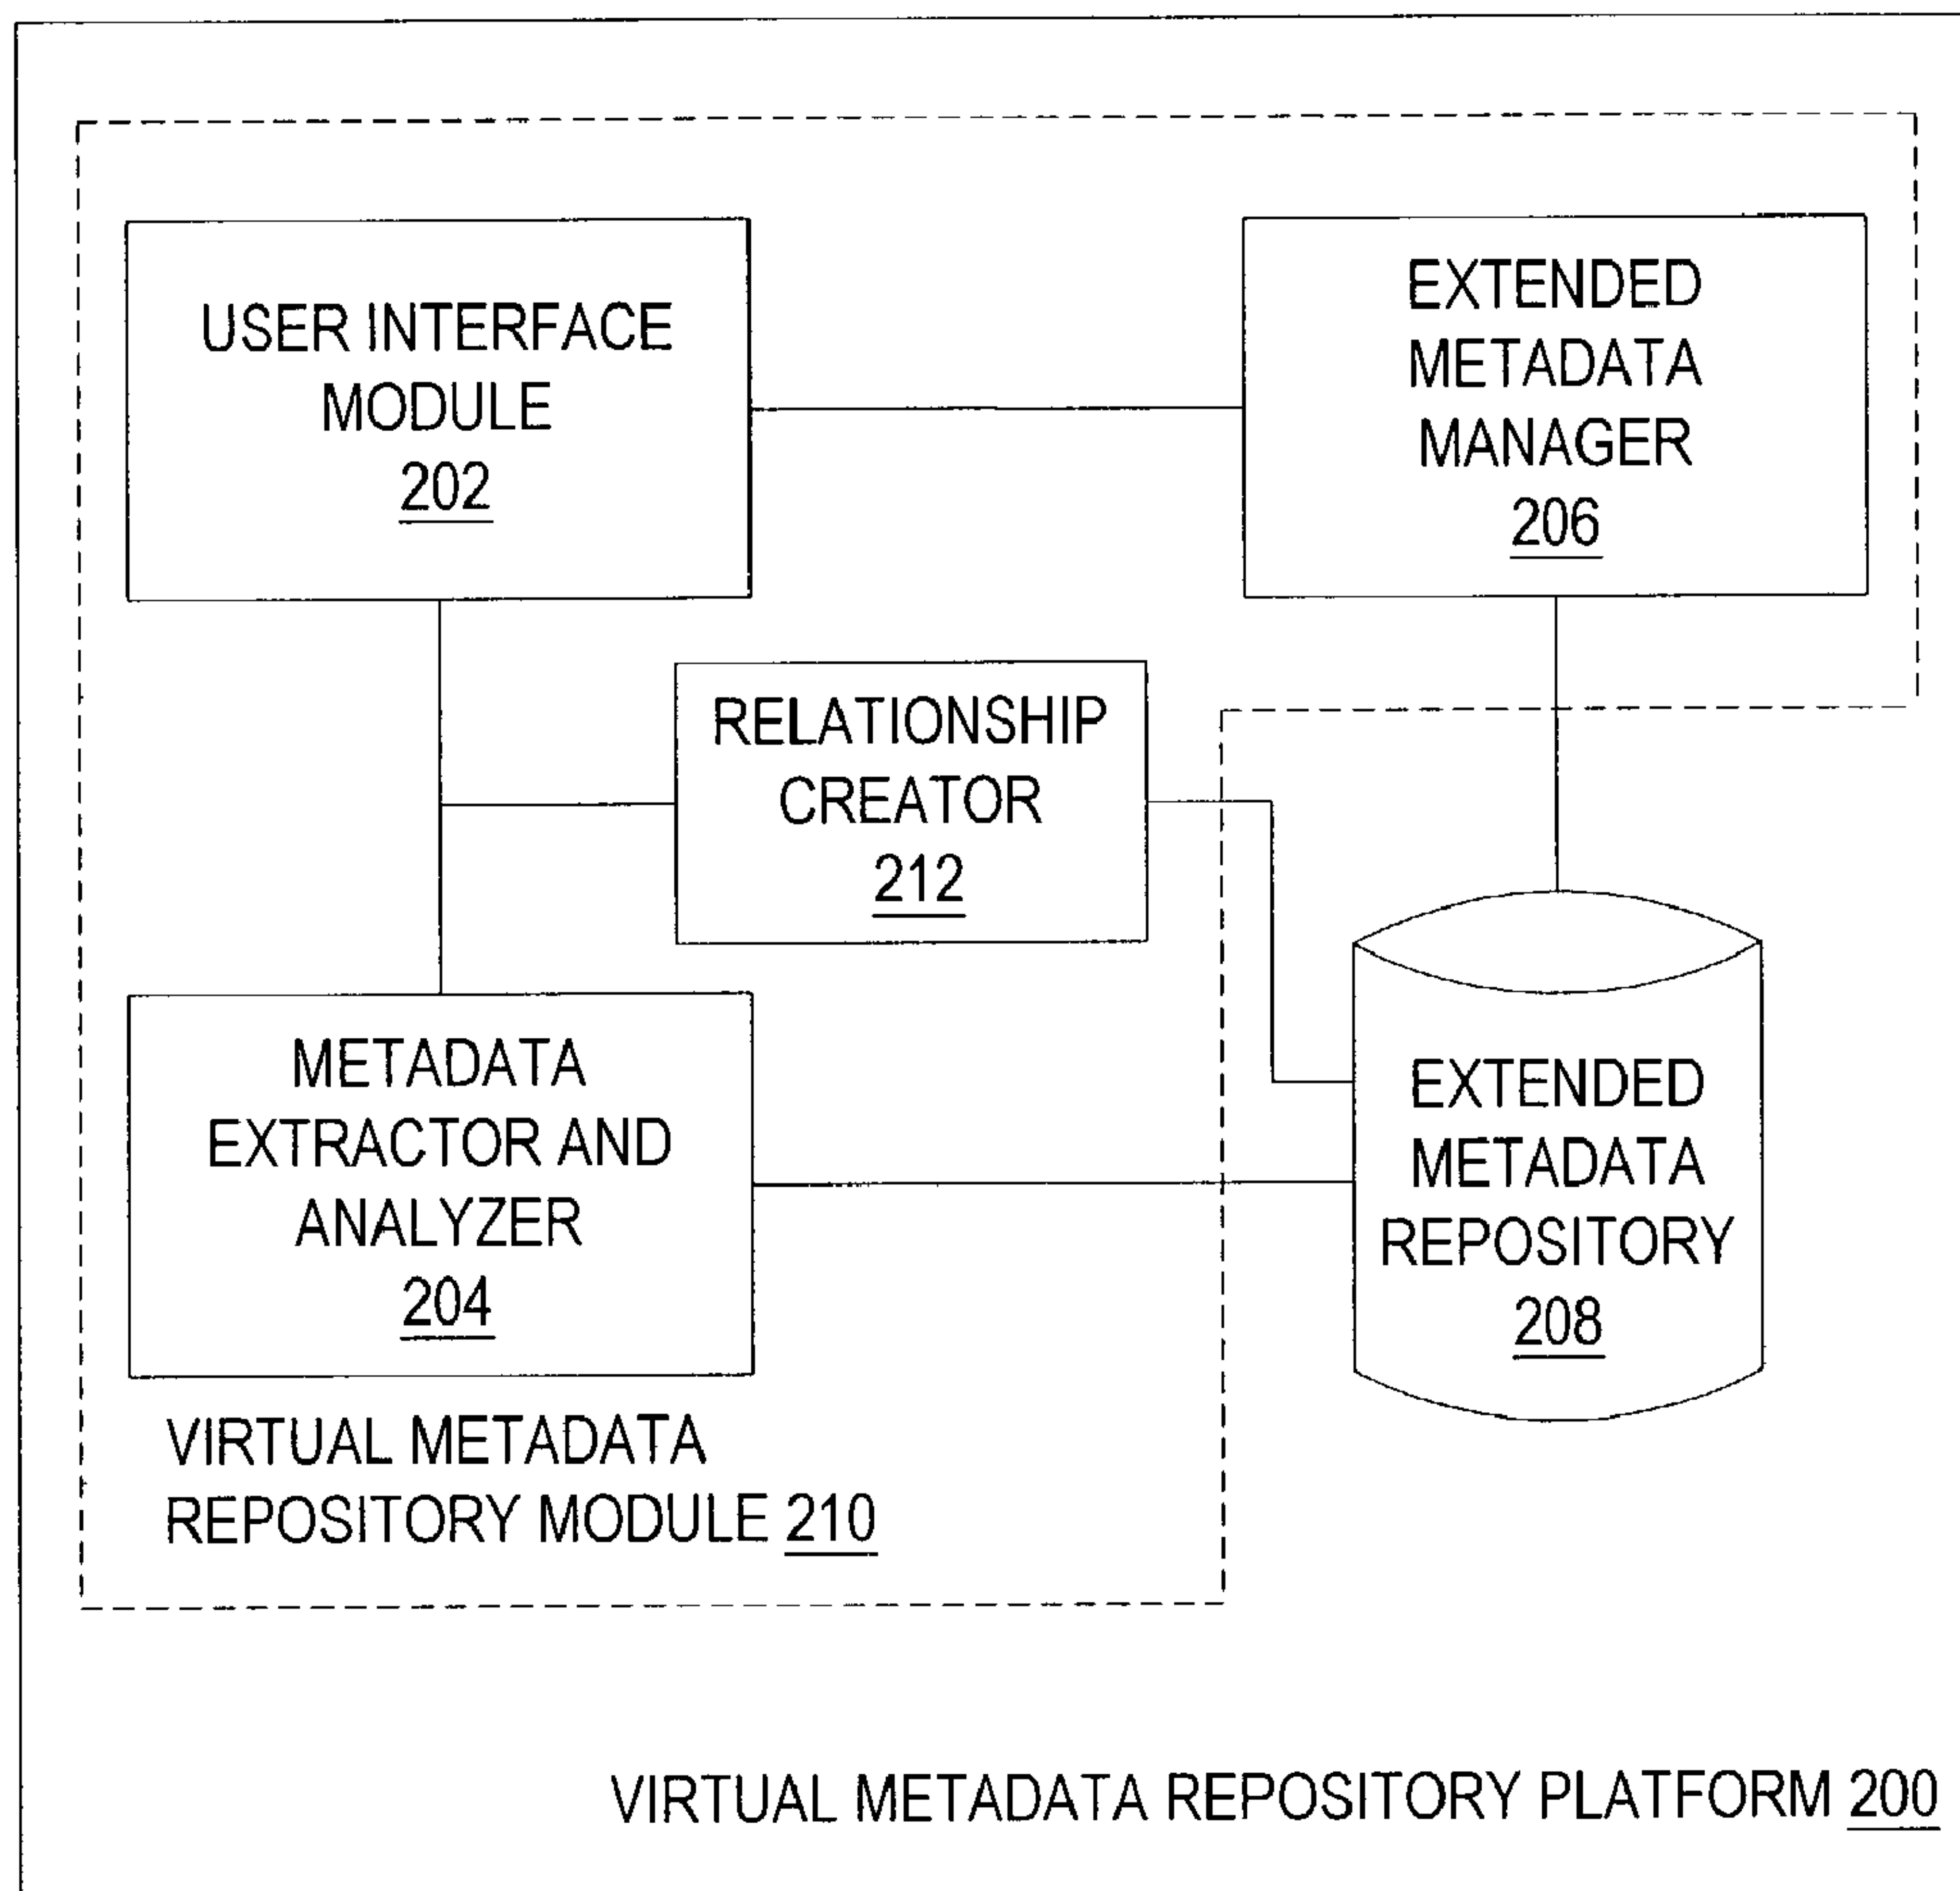 USER INTERFACE
MODULE
202
EXTENDED
METADATA
MANAGER
206
RELATIONSHIP
CREATOR
212
METADATA
EXTRACTOR AND
ANALYZER
204
EXTENDED
METADATA
REPOSITORY
208
VIRTUAL METADATA
REPOSITORY MODULE 210
VIRTUAL METADATA REPOSITORY PLATFORM 200